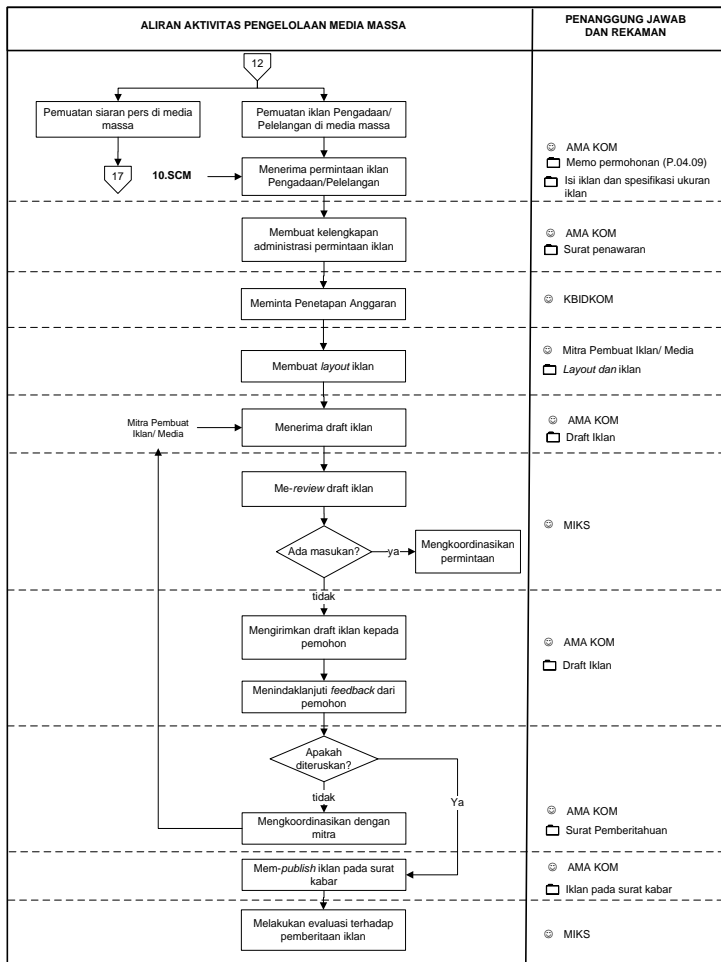 ALIRAN AKTIVITAS PENGELOLAAN MEDIA MASSA
PENANGGUNG JAWAB
DAN REKAMAN
12
Pemuatan siaran pers di media
massa
Pemuatan iklan Pengadaan/
Pelelangan di media massa
17
10.SCM
Menerima permintaan iklan
Pengadaan/Pelelangan
AMA KOM
Memo permohonan (P.04.09)
Isi iklan dan spesifikasi ukuran
iklan
Membuat kelengkapan
administrasi permintaan iklan
AMA KOM
Surat penawaran
Meminta Penetapan Anggaran
KBIDKOM
Membuat layout iklan
Mitra Pembuat Iklan/ Media
Layout dan iklan
Mitra Pembuat
Iklan/ Media
Menerima draft iklan
AMA KOM
Draft Iklan
Me-review draft iklan
Ada masukan?
ya
Mengkoordinasikan
permintaan
MIKS
tidak
Mengirimkan draft iklan kepada
pemohon
AMA KOM
Draft Iklan
Menindaklanjuti feedback dari
pemohon
Apakah
diteruskan?
tidak
Ya
Mengkoordinasikan dengan
mitra
AMA KOM
Surat Pemberitahuan
Mem-publish iklan pada surat
kabar
AMA KOM
Iklan pada surat kabar
Melakukan evaluasi terhadap
pemberitaan iklan
MIKS